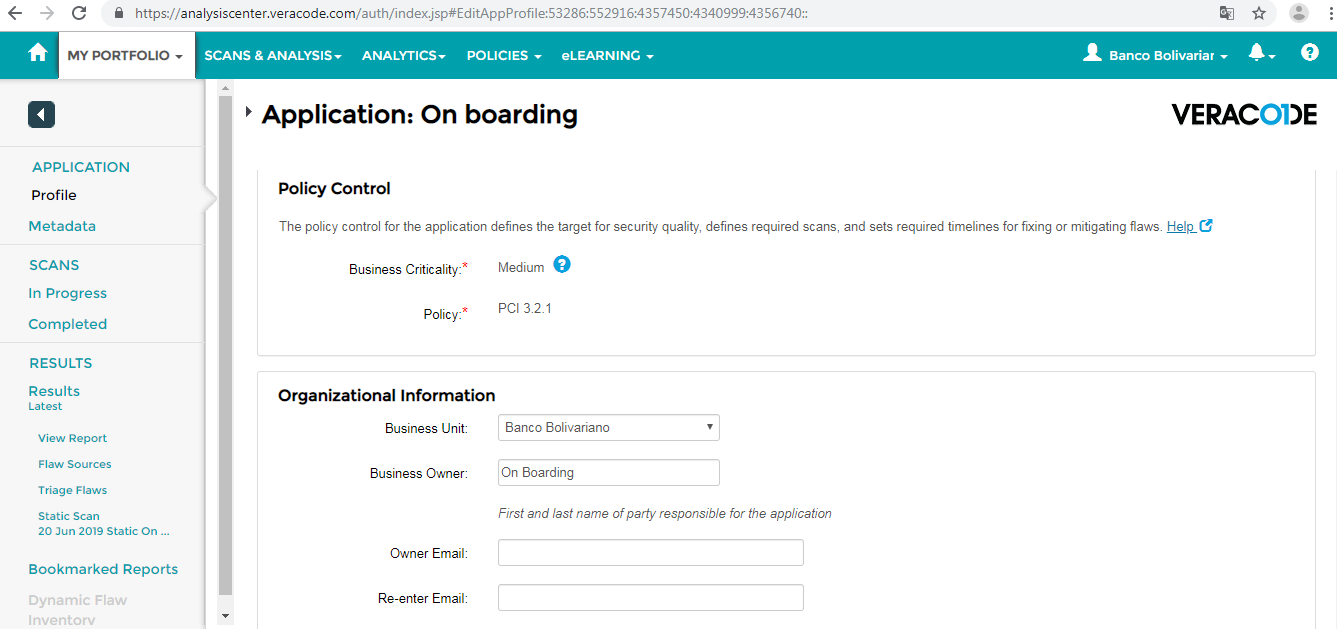 https://analysiscenter.veracode.com/auth/index.jsp#EditAppProfile:53286:552916:4357450:4340999:4356740::
MY PORTFOLIO SCANS & ANALYSIS ANALYTICS POLICIES eLEARNING Banco Bolivariar ?
APPLICATION
Profile
Metadata
SCANS
In Progress
Completed
RESULTS
Results
Latest
View Report
Flaw Sources
Triage Flaws
Static Scan
20 Jun 2019 Static On ...
Bookmarked Reports
Dynamic Flaw
Inventory
Application: On boarding
VERACODE
Policy Control
The policy control for the application defines the target for security quality, defines required scans, and sets required timelines for fixing or mitigating flaws. Help
Business Criticality:* Medium ?
Policy:* PCI 3.2.1
Organizational Information
Business Unit: Banco Bolivariano
Business Owner: On Boarding
First and last name of party responsible for the application
Owner Email:
Re-enter Email: